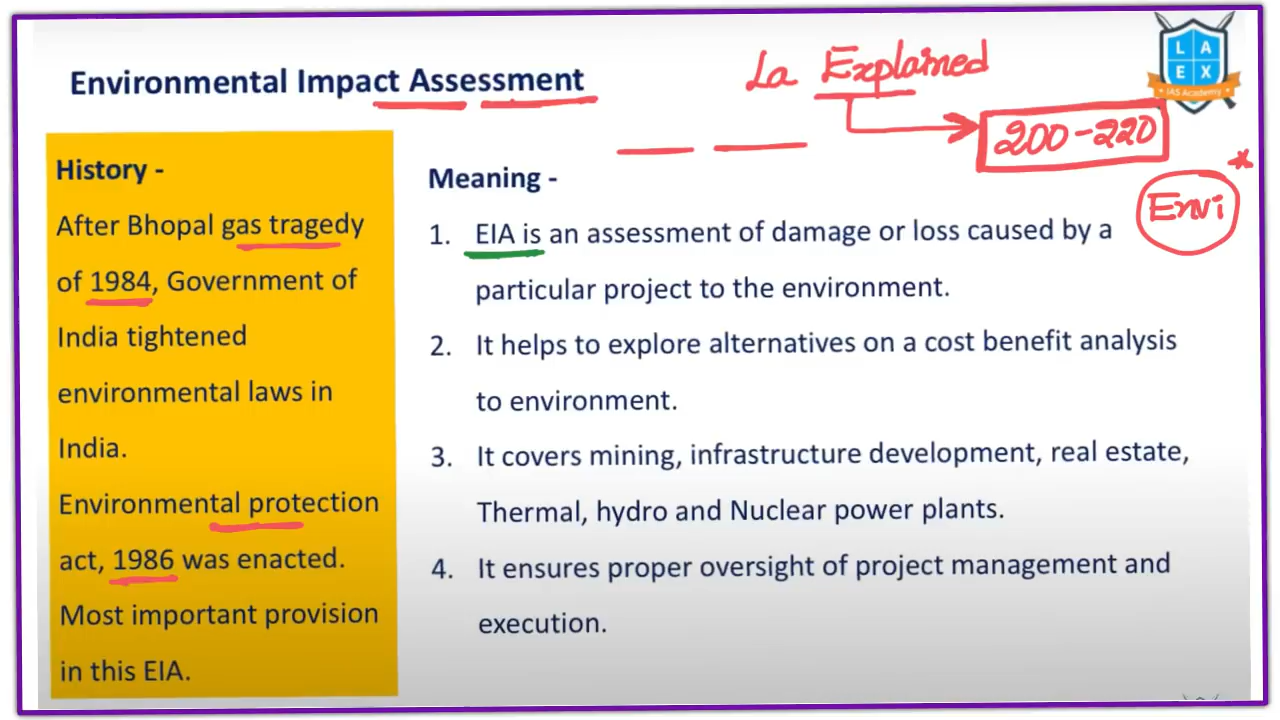 Environmental Impact Assessment
La Explained
200-220
Envi
L A
E X
IAS Academy
History -
After Bhopal gas tragedy
of 1984, Government of
India tightened
environmental laws in
India.
Environmental protection
act, 1986 was enacted.
Most important provision
in this EIA.
Meaning -
1. EIA is an assessment of damage or loss caused by a
particular project to the environment.
2. It helps to explore alternatives on a cost benefit analysis
to environment.
3. It covers mining, infrastructure development, real estate,
Thermal, hydro and Nuclear power plants.
4. It ensures proper oversight of project management and
execution.